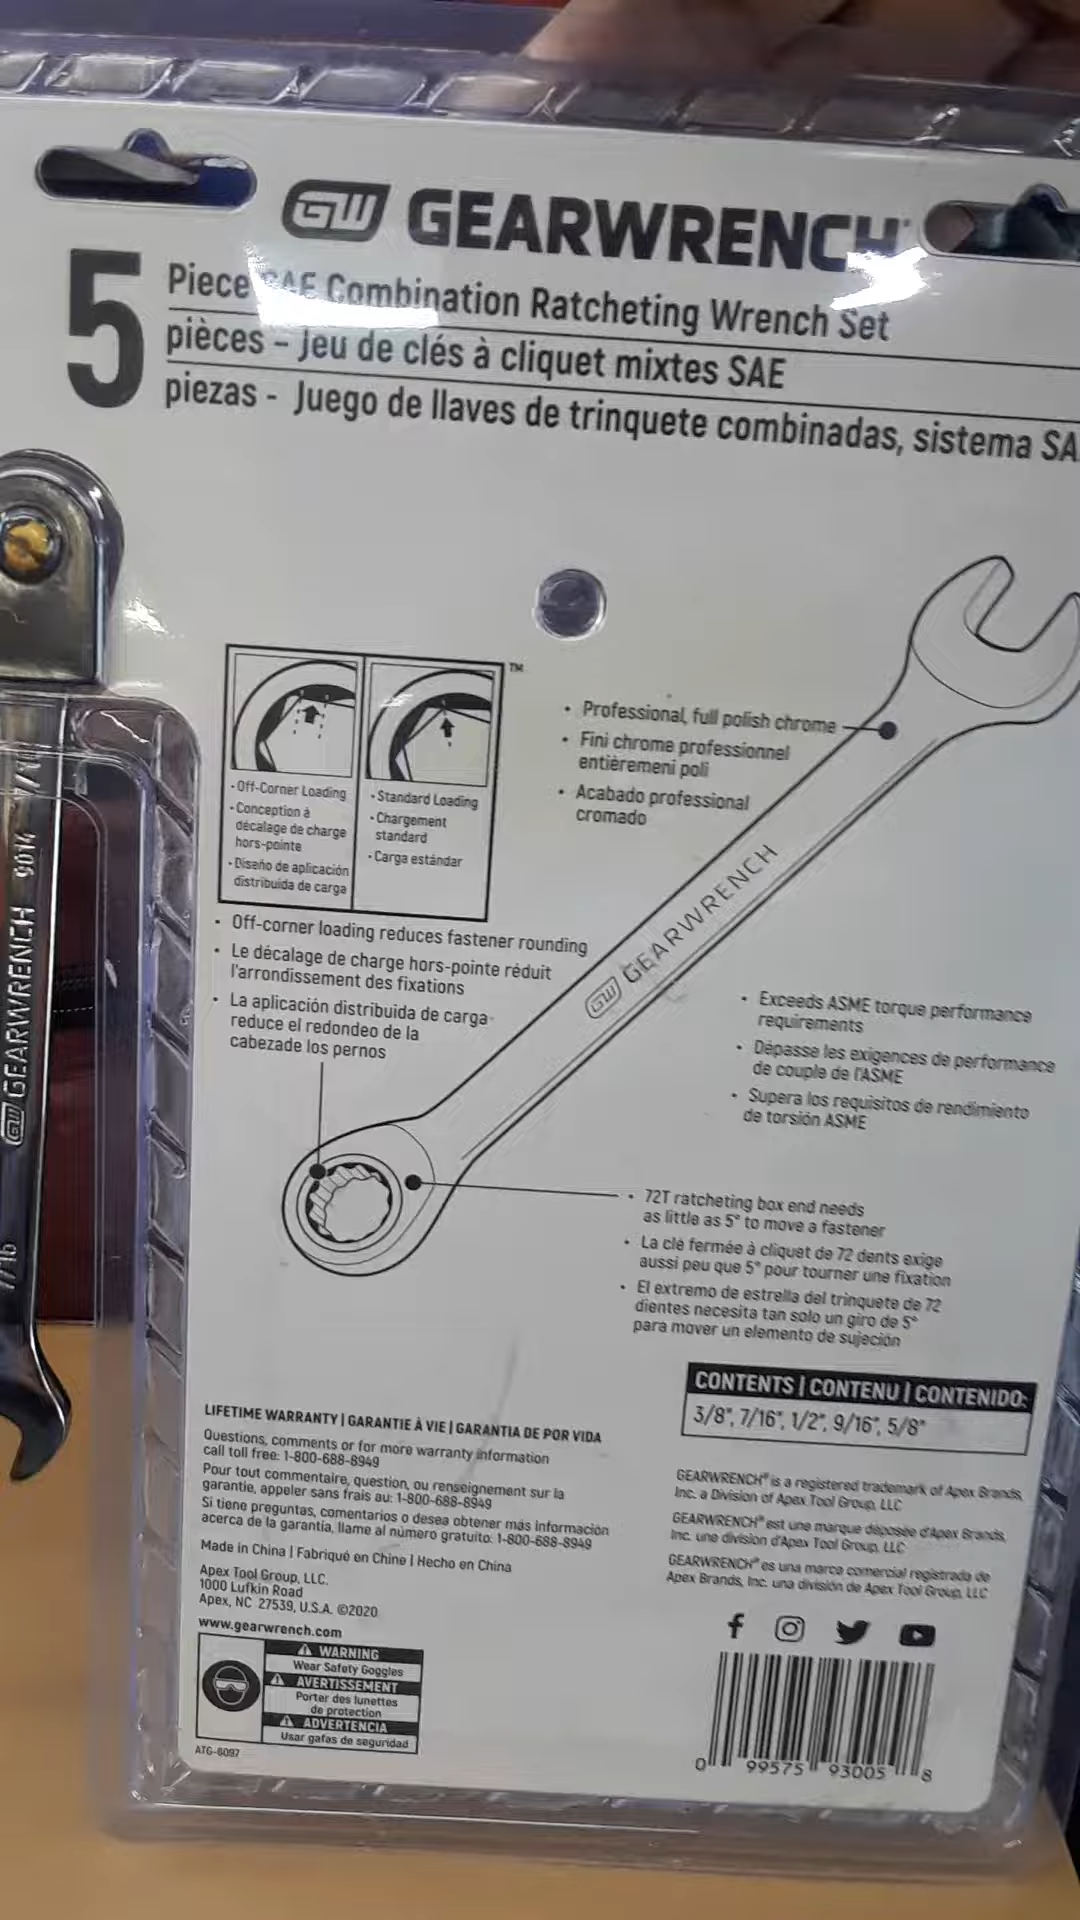 GW GEARWRENCH
5
Piece SAE Combination Ratcheting Wrench Set
pièces – Jeu de clés à cliquet mixtes SAE
piezas - Juego de llaves de trinquete combinadas, sistema SA
TM
- Off-Corner Loading
- Conception à
décalage de charge
hors-pointe
- Diseño de aplicación
distribuida de carga
- Standard Loading
- Chargement
standard
- Carga estándar
• Professional, full polish chrome
• Fini chrome professionnel
entièremeni poli
• Acabado professional
cromado
• Off-corner loading reduces fastener rounding
• Le décalage de charge hors-pointe réduit
l'arrondissement des fixations
• La aplicación distribuida de carga
reduce el redondeo de la
cabezade los pernos
GW GEARWRENCH
• Exceeds ASME torque performance
requirements
• Dépasse les exigences de performance
de couple de l'ASME
• Supera los requisitos de rendimiento
de torsión ASME
• 72T ratcheting box end needs
as little as 5° to move a fastener
• La clé fermée à cliquet de 72 dents exige
aussi peu que 5° pour tourner une fixation
• El extremo de estrella del trinquete de 72
dientes necesita tan solo un giro de 5°
para mover un elemento de sujeción
GW GEARWRENCH 9014
7/16
CONTENTS | CONTENU | CONTENIDO:
3/8", 7/16", 1/2", 9/16", 5/8"
LIFETIME WARRANTY | GARANTIE À VIE | GARANTIA DE POR VIDA
Questions, comments or for more warranty information
call toll free: 1-800-688-8949
Pour tout commentaire, question, ou renseignement sur la
garantie, appeler sans frais au: 1-800-688-8949
Si tiene preguntas, comentarios o desea obtener más información
acerca de la garantía, llame al número gratuito: 1-800-688-8949
Made in China | Fabriqué en Chine | Hecho en China
Apex Tool Group, LLC.
1000 Lufkin Road
Apex, NC 27539, U.S.A. ©2020
www.gearwrench.com
GEARWRENCH® is a registered trademark of Apex Brands,
Inc. a Division of Apex Tool Group, LLC
GEARWRENCH® est une marque déposée d'Apex Brands,
Inc. une division d'Apex Tool Group, LLC
GEARWRENCH® es una marca comercial registrada de
Apex Brands, Inc. una división de Apex Tool Group, LLC
WARNING
Wear Safety Goggles
AVERTISSEMENT
Porter des lunettes
de protection
ADVERTENCIA
Usar gafas de seguridad
ATG-6097
0 99575 93005 8